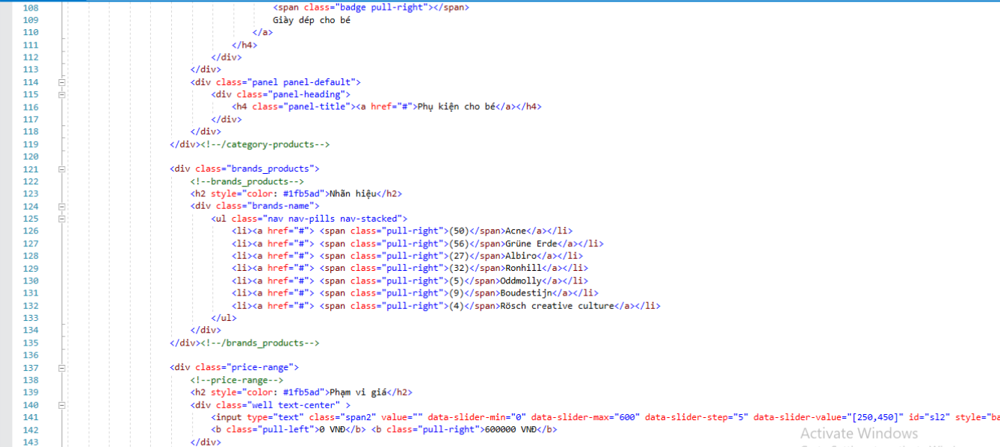 108 <span class="badge pull-right"></span>
109 Giày dép cho bé
110 </a>
111 </h4>
112 </div>
113 </div>
114 <div class="panel panel-default">
115 <div class="panel-heading">
116 <h4 class="panel-title"><a href="#">Phụ kiện cho bé</a></h4>
117 </div>
118 </div>
119 </div><!--/category-products-->
120
121 <div class="brands_products">
122 <!--brands_products-->
123 <h2 style="color: #1fb5ad">Nhãn hiệu</h2>
124 <div class="brands-name">
125 <ul class="nav nav-pills nav-stacked">
126 <li><a href="#"> <span class="pull-right">(50)</span>Acne</a></li>
127 <li><a href="#"> <span class="pull-right">(56)</span>Grüne Erde</a></li>
128 <li><a href="#"> <span class="pull-right">(27)</span>Albiro</a></li>
129 <li><a href="#"> <span class="pull-right">(32)</span>Ronhill</a></li>
130 <li><a href="#"> <span class="pull-right">(5)</span>Oddmolly</a></li>
131 <li><a href="#"> <span class="pull-right">(9)</span>Boudestijn</a></li>
132 <li><a href="#"> <span class="pull-right">(4)</span>Rösch creative culture</a></li>
133 </ul>
134 </div>
135 </div><!--/brands_products-->
136
137 <div class="price-range">
138 <!--price-range-->
139 <h2 style="color: #1fb5ad">Phạm vi giá</h2>
140 <div class="well text-center" >
141 <input type="text" class="span2" value="" data-slider-min="0" data-slider-max="600" data-slider-step="5" data-slider-value="[250,450]" id="sl2" style="ba
142 <b class="pull-left">0 VNĐ</b> <b class="pull-right">600000 VNĐ</b>
Activate Windows
143 </div>